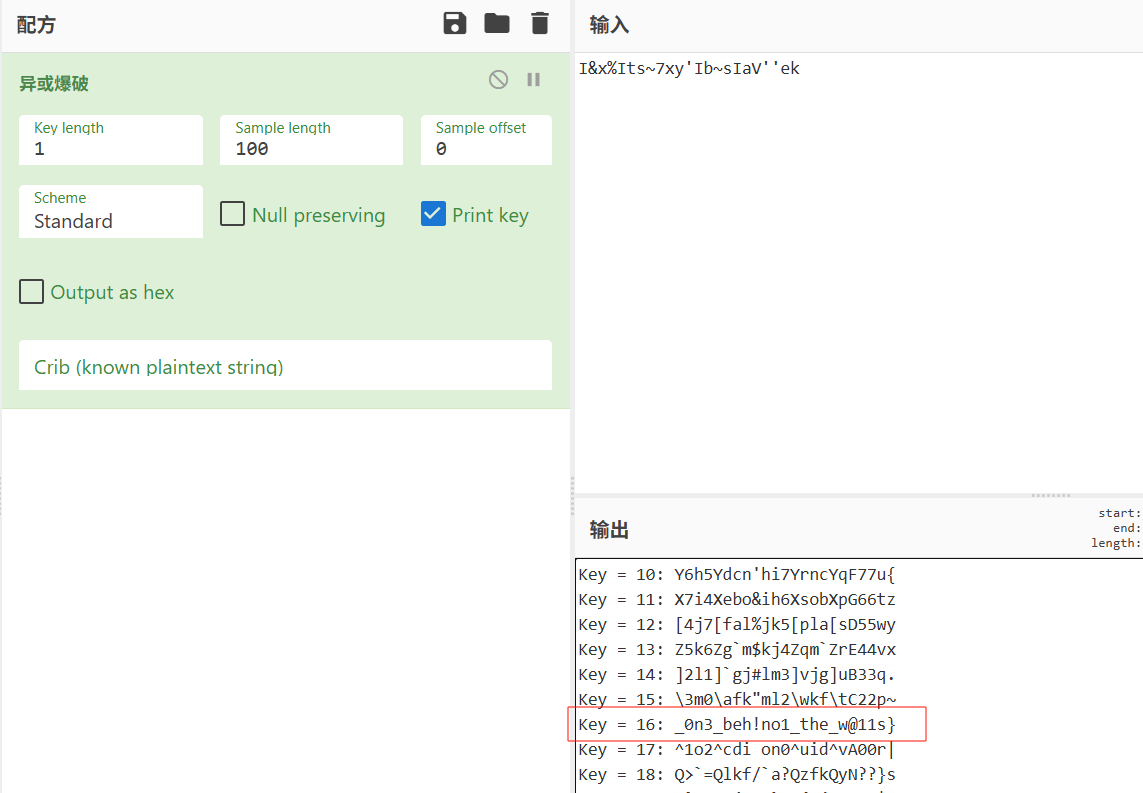 配方
异或爆破
Key length
1
Sample length
100
Sample offset
0
Scheme
Standard
Null preserving
Print key
Output as hex
Crib (known plaintext string)
输入
I&x%Its~7xy'Ib~sIaV''ek
输出
start:
end:
length:
Key = 10: Y6h5Ydcn'hi7YrncYqF77u{
Key = 11: X7i4Xebo&ih6XsobXpG66tz
Key = 12: [4j7[fal%jk5[pla[sD55wy
Key = 13: Z5k6Zg`m$kj4Zqm`ZrE44vx
Key = 14: ]2l1]`gj#lm3]vjg]uB33q.
Key = 15: \3m0\afk"ml2\wkf\tC22p~
Key = 16: _0n3_beh!no1_the_w@11s}
Key = 17: ^1o2^cdi on0^uid^vA00r|
Key = 18: Q>`=Qlkf/`a?QzfkQyN??}s